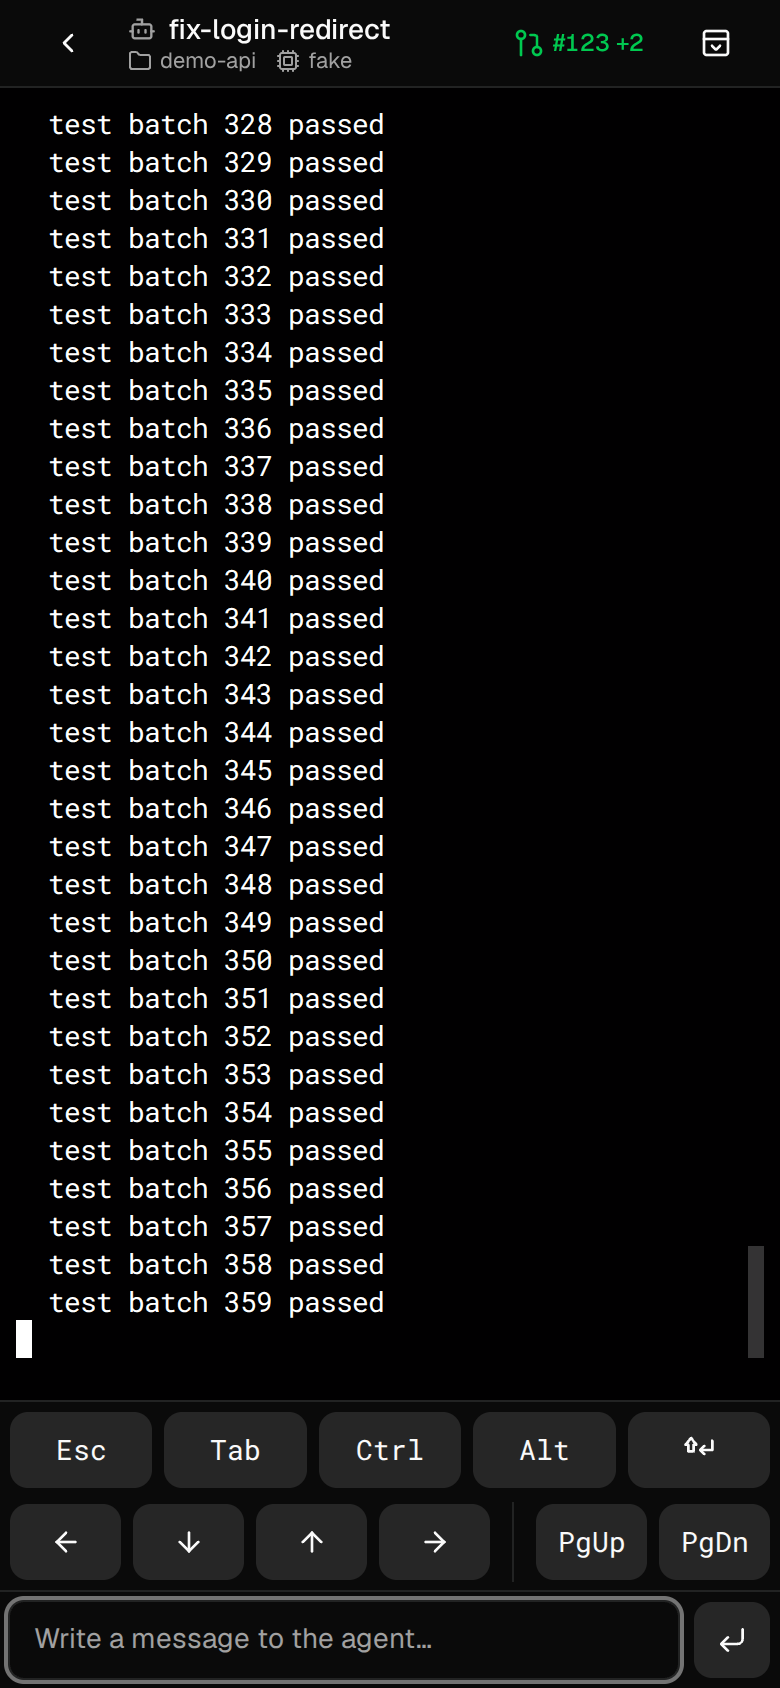 fix-login-redirect
demo-api fake
#123 +2
test batch 328 passed
test batch 329 passed
test batch 330 passed
test batch 331 passed
test batch 332 passed
test batch 333 passed
test batch 334 passed
test batch 335 passed
test batch 336 passed
test batch 337 passed
test batch 338 passed
test batch 339 passed
test batch 340 passed
test batch 341 passed
test batch 342 passed
test batch 343 passed
test batch 344 passed
test batch 345 passed
test batch 346 passed
test batch 347 passed
test batch 348 passed
test batch 349 passed
test batch 350 passed
test batch 351 passed
test batch 352 passed
test batch 353 passed
test batch 354 passed
test batch 355 passed
test batch 356 passed
test batch 357 passed
test batch 358 passed
test batch 359 passed
Esc Tab Ctrl Alt
PgUp PgDn
Write a message to the agent…